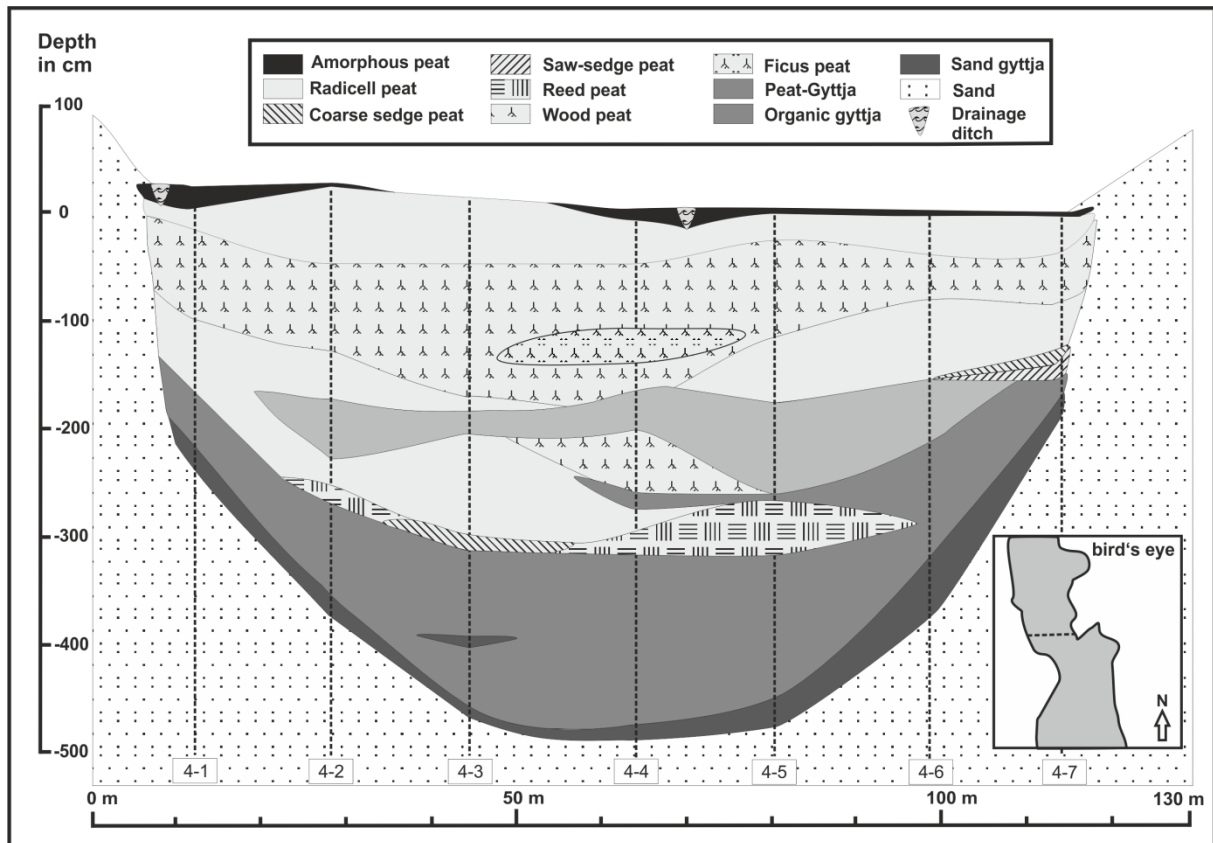 Depth
in cm
Amorphous peat
Radicell peat
Coarse sedge peat
Saw-sedge peat
Reed peat
Wood peat
Ficus peat
Peat-Gyttja
Organic gyttja
Sand gyttja
Sand
Drainage
ditch
100
0
-100
-200
-300
-400
-500
bird's eye
N
4-1
4-2
4-3
4-4
4-5
4-6
4-7
0 m
50 m
100 m
130 m